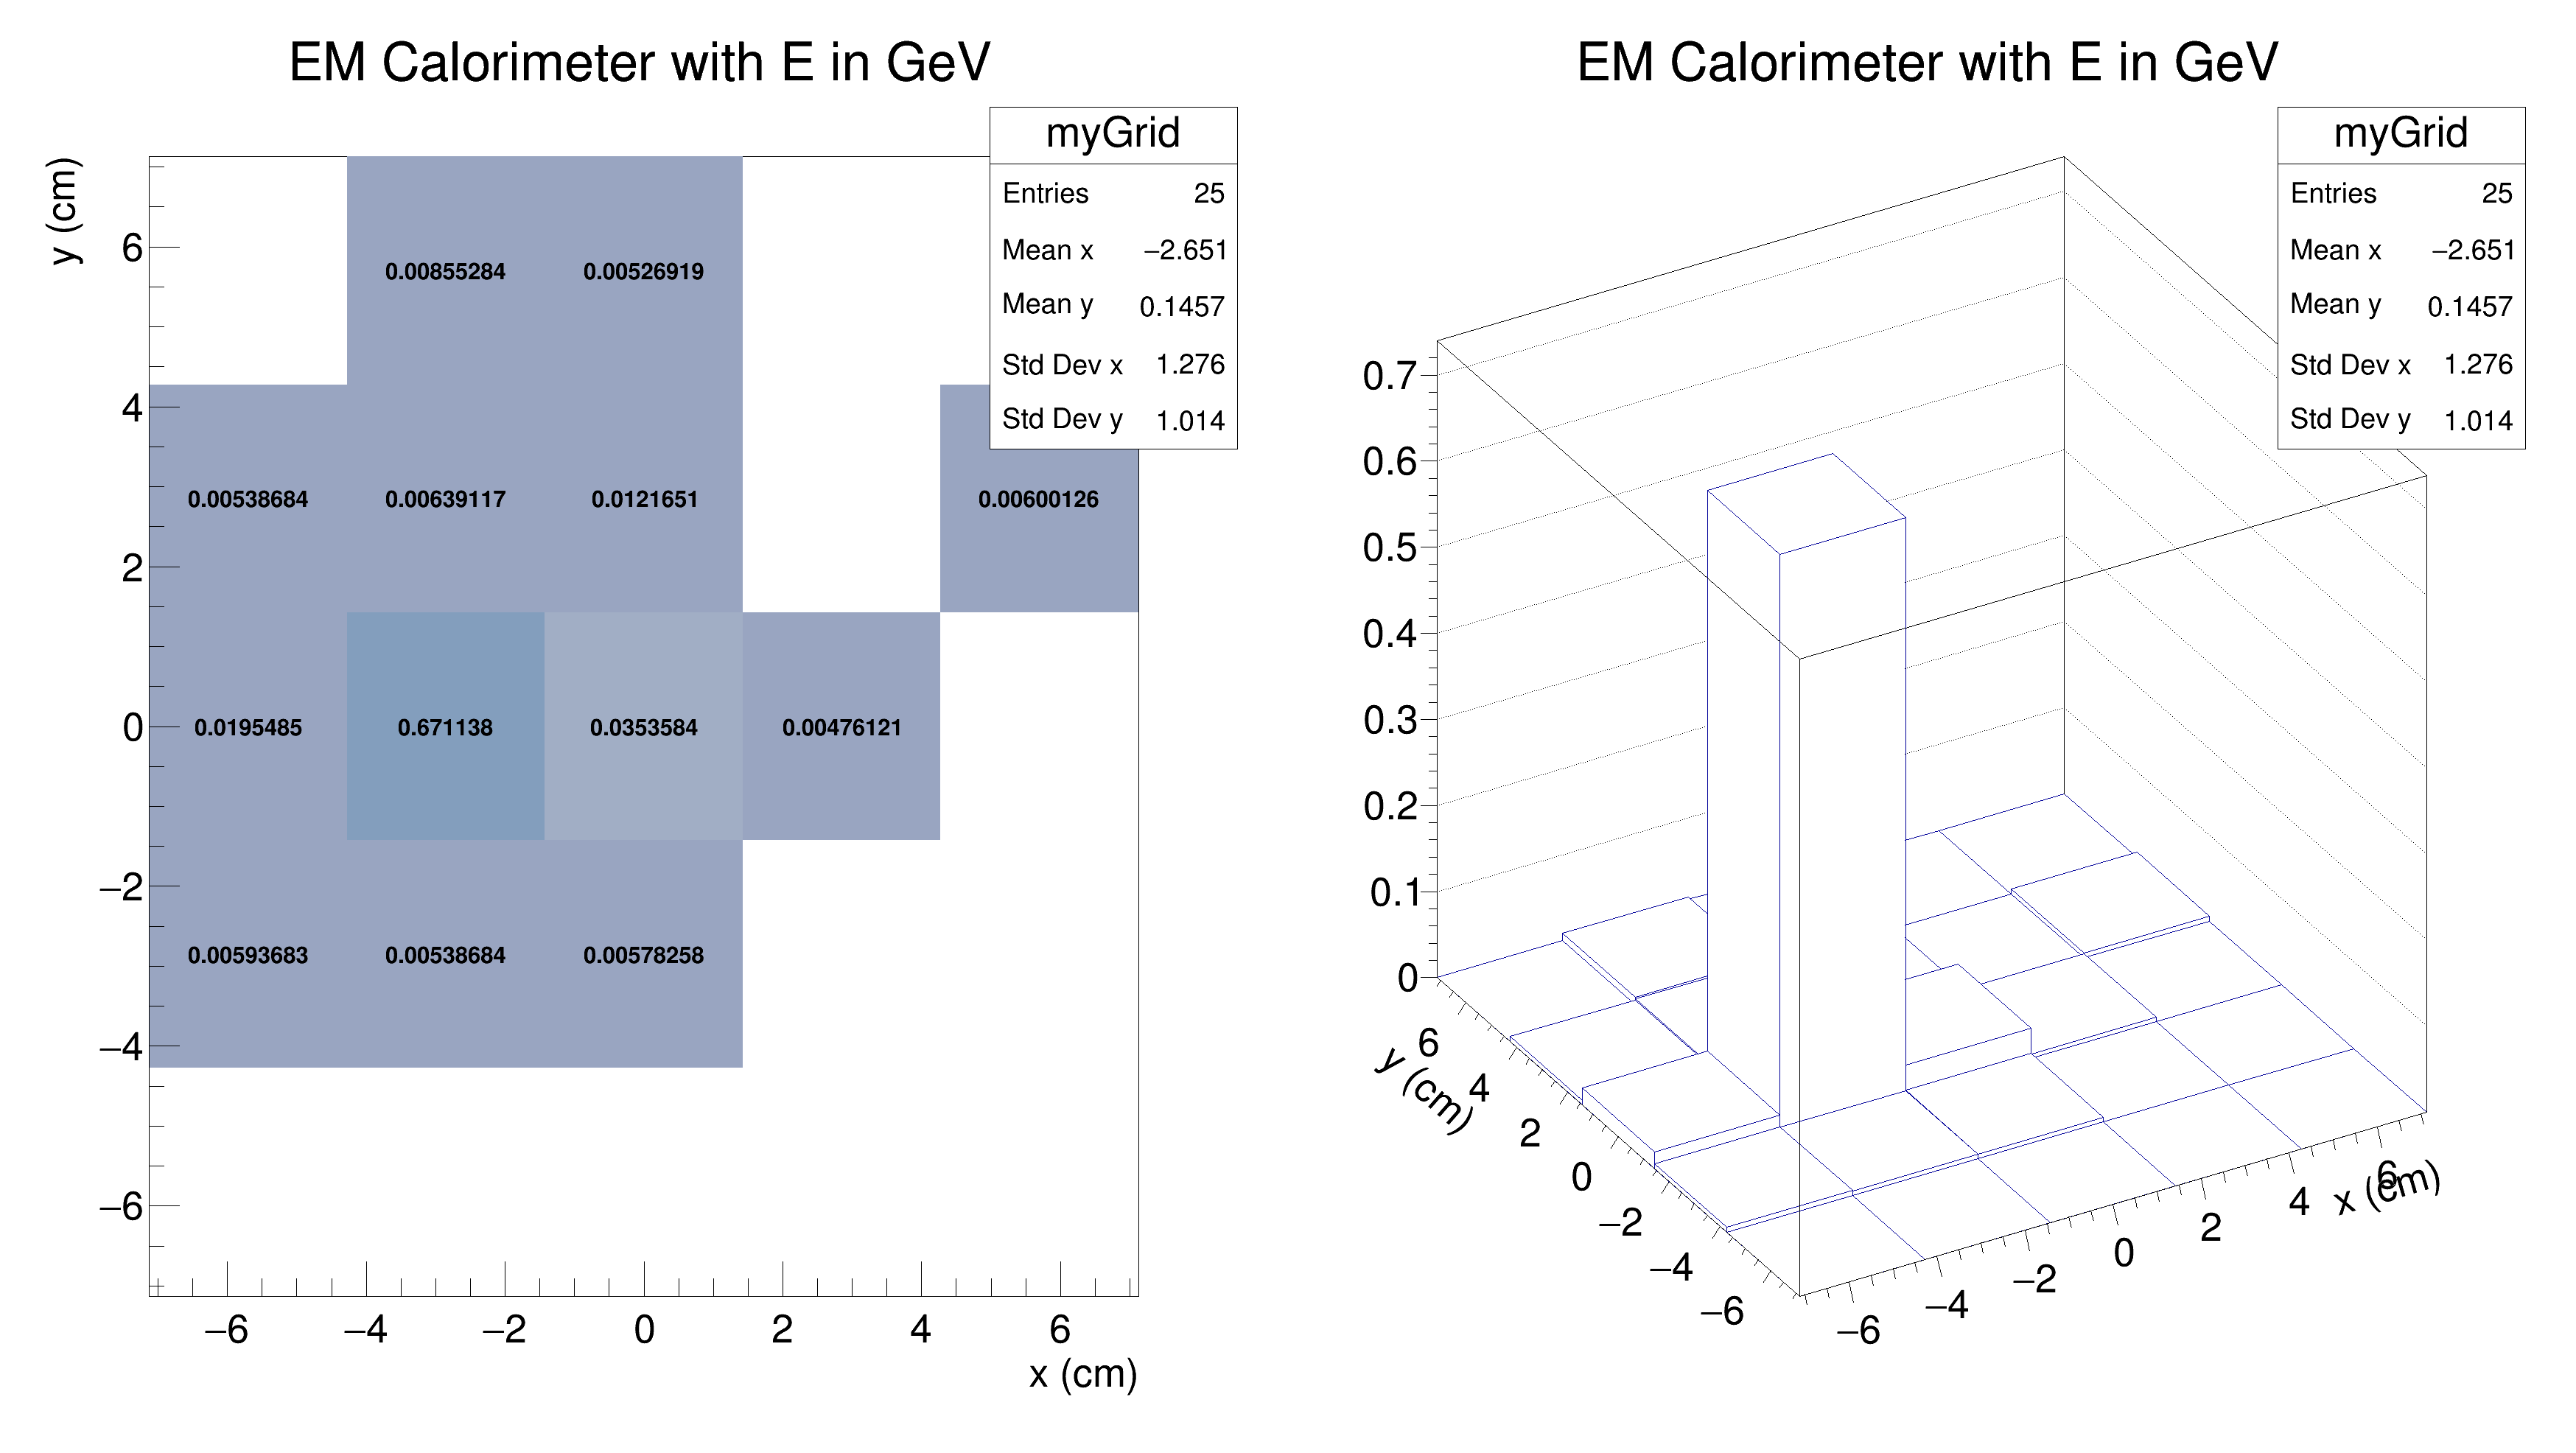 EM Calorimeter with E in GeV
myGrid
Entries 25
Mean x −2.651
Mean y 0.1457
Std Dev x 1.276
Std Dev y 1.014
y (cm)
6
4
2
0
−2
−4
−6
0.00855284 0.00526919
0.00538684 0.00639117 0.0121651 0.00600126
0.0195485 0.671138 0.0353584 0.00476121
0.00593683 0.00538684 0.00578258
−6 −4 −2 0 2 4 6
x (cm)
EM Calorimeter with E in GeV
myGrid
Entries 25
Mean x −2.651
Mean y 0.1457
Std Dev x 1.276
Std Dev y 1.014
0.7
0.6
0.5
0.4
0.3
0.2
0.1
0
6
4
2
0
−2
−4
−6
y (cm)
−6
−4
−2
0
2
4
6
x (cm)